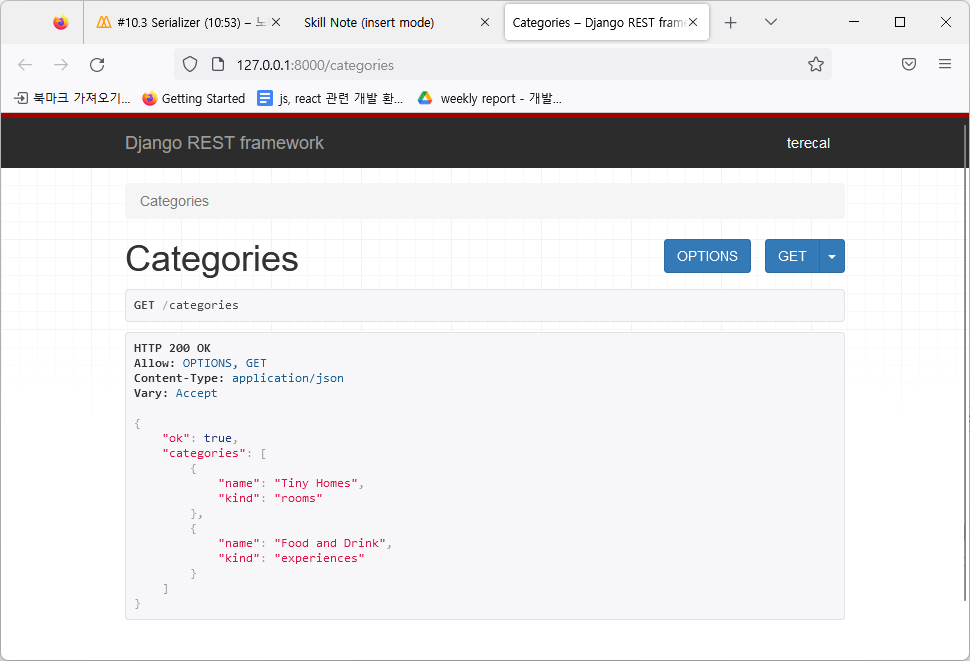 #10.3 Serializer (10:53) – 노
Skill Note (insert mode)
Categories – Django REST fram
127.0.0.1:8000/categories
북마크 가져오기...
Getting Started
js, react 관련 개발 환...
weekly report - 개발...
Django REST framework
terecal
Categories
Categories
OPTIONS
GET
GET /categories
HTTP 200 OK
Allow: OPTIONS, GET
Content-Type: application/json
Vary: Accept
{
    "ok": true,
    "categories": [
        {
            "name": "Tiny Homes",
            "kind": "rooms"
        },
        {
            "name": "Food and Drink",
            "kind": "experiences"
        }
    ]
}